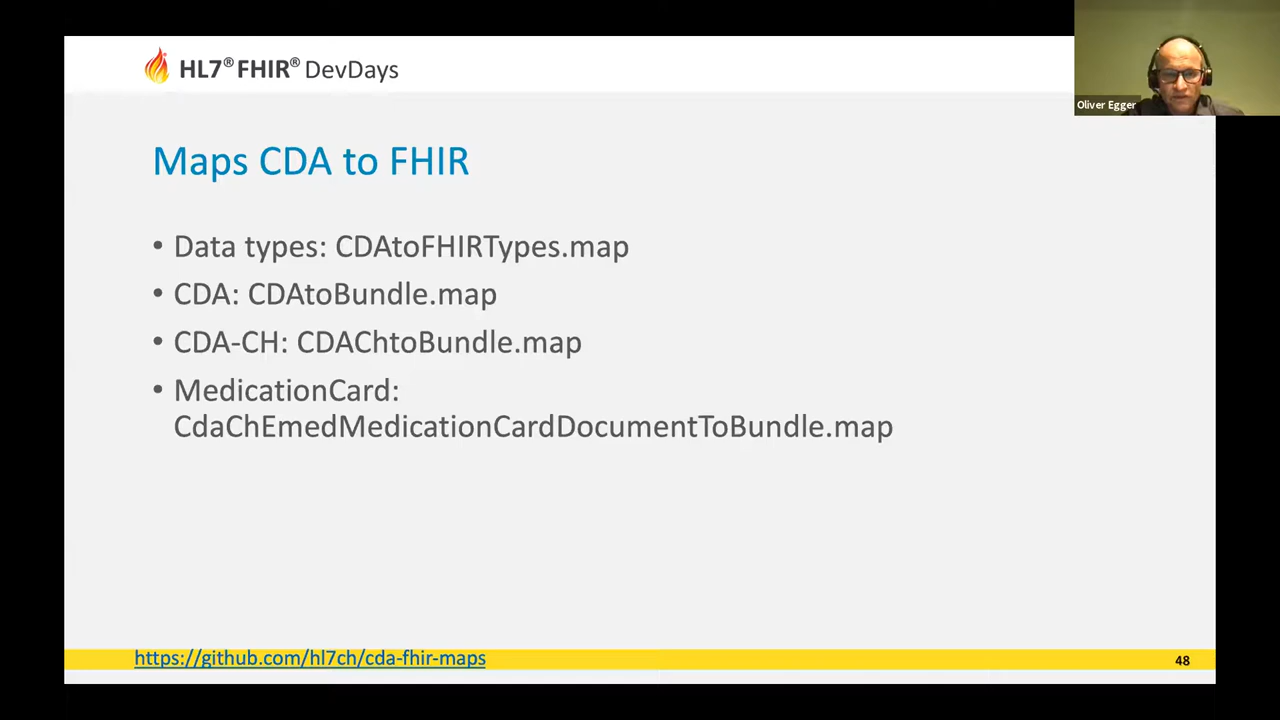 HL7® FHIR® DevDays
Oliver Egger
Maps CDA to FHIR
• Data types: CDAtoFHIRTypes.map
• CDA: CDAtoBundle.map
• CDA-CH: CDAChtoBundle.map
• MedicationCard:
CdaChEmedMedicationCardDocumentToBundle.map
https://github.com/hl7ch/cda-fhir-maps
48